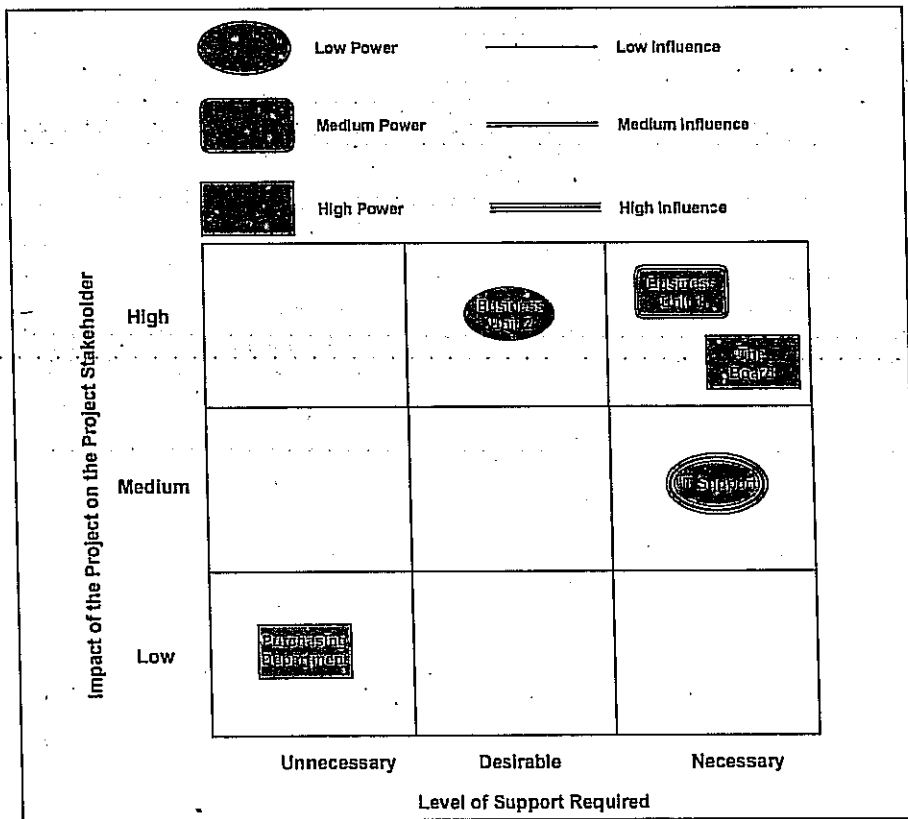 Low Power
Low Influence
Medium Power
Medium Influence
High Power
High Influence
Impact of the Project on the Project Stakeholder
High
Business
Unit 2
Business
Unit 1
The
Board
Medium
IT Support
Low
Purchasing
Department
Unnecessary
Desirable
Necessary
Level of Support Required